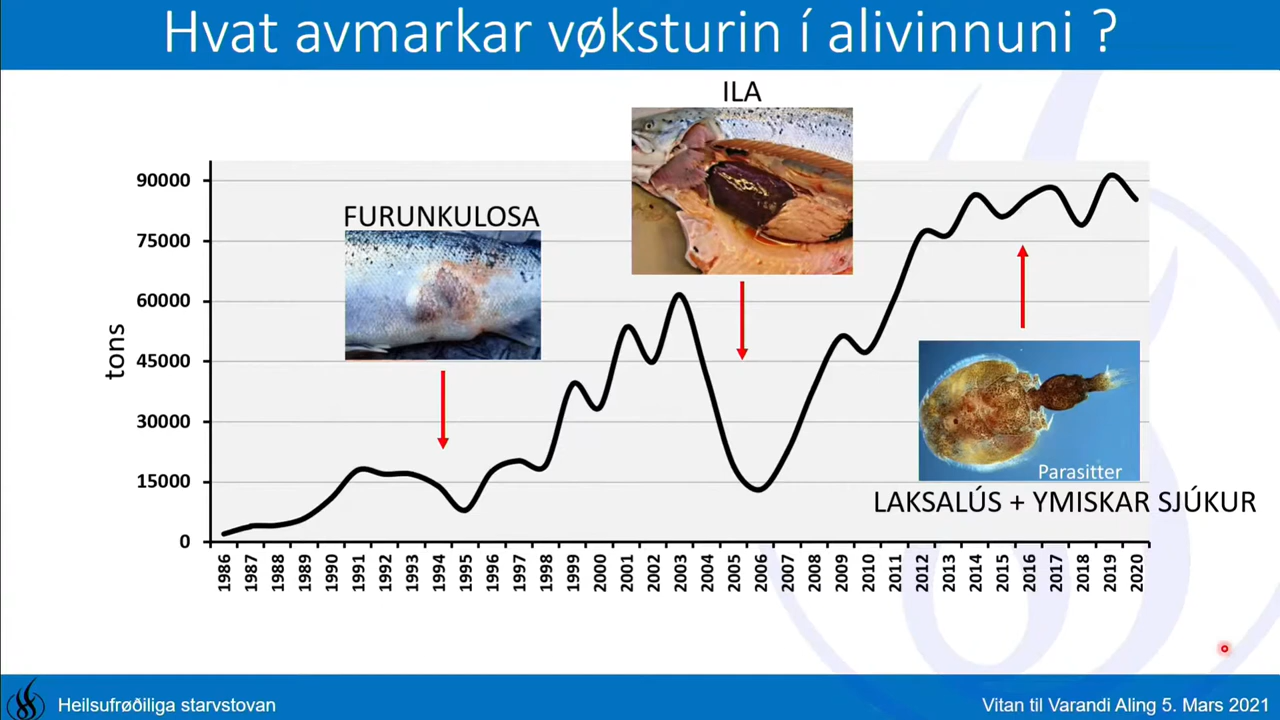 Hvat avmarkar vøksturin í alivinnuni ?
ILA
FURUNKULOSA
90000
75000
60000
45000
30000
15000
0
tons
Parasitter
LAKSALÚS + YMISKAR SJÚKUR
1986 1987 1988 1989 1990 1991 1992 1993 1994 1995 1996 1997 1998 1999 2000 2001 2002 2003 2004 2005 2006 2007 2008 2009 2010 2011 2012 2013 2014 2015 2016 2017 2018 2019 2020
Heilsufrøðiliga starvstovan
Vitan til Varandi Aling 5. Mars 2021